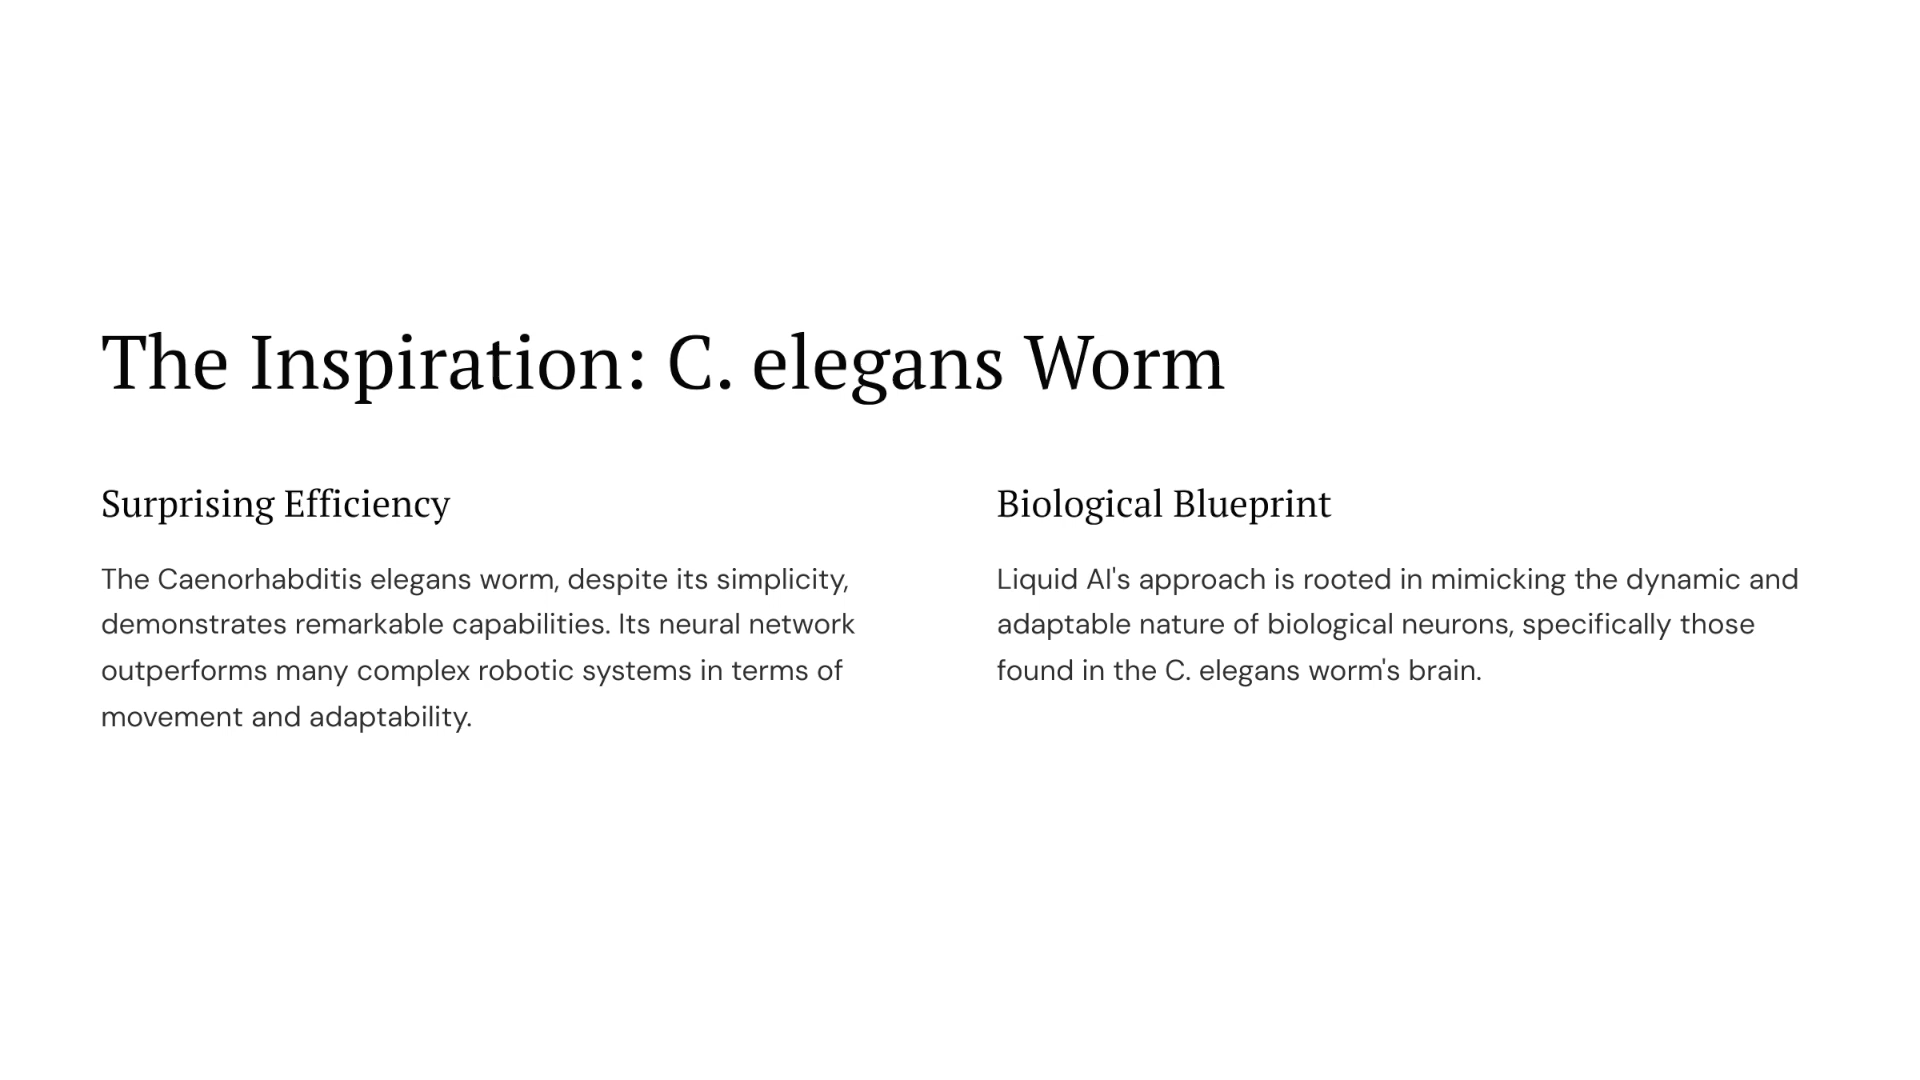 The Inspiration: C. elegans Worm
Surprising Efficiency
The Caenorhabditis elegans worm, despite its simplicity,
demonstrates remarkable capabilities. Its neural network
outperforms many complex robotic systems in terms of
movement and adaptability.
Biological Blueprint
Liquid AI's approach is rooted in mimicking the dynamic and
adaptable nature of biological neurons, specifically those
found in the C. elegans worm's brain.